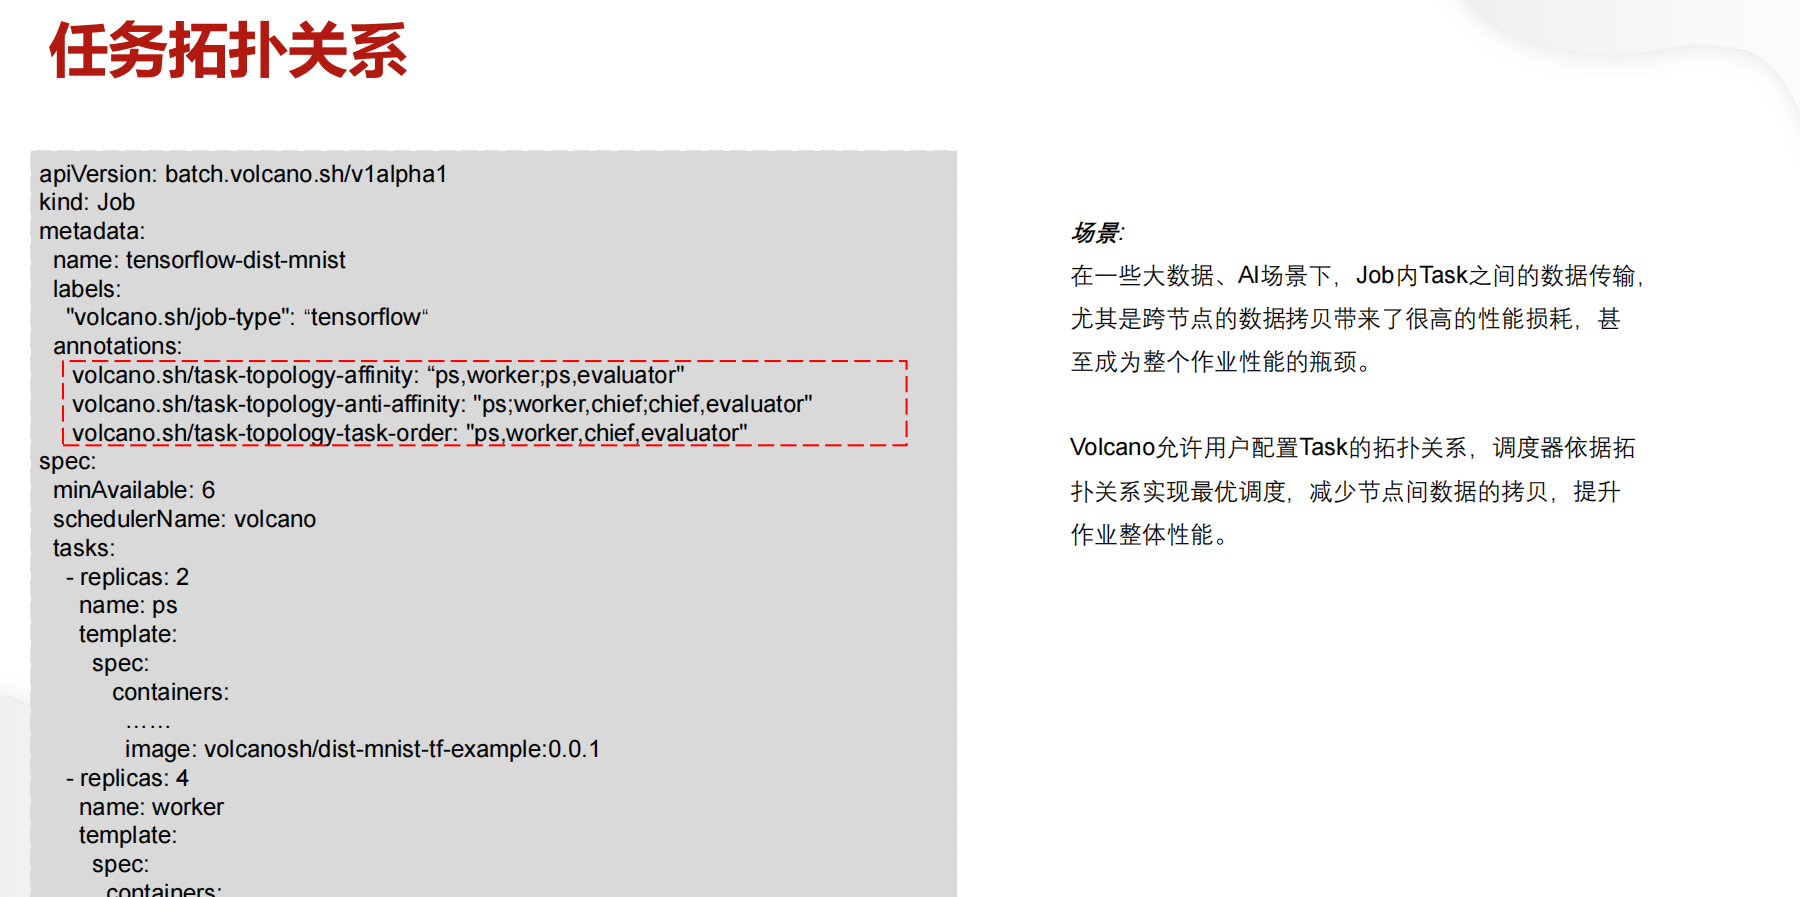 任务拓扑关系
apiVersion: batch.volcano.sh/v1alpha1
kind: Job
metadata:
  name: tensorflow-dist-mnist
  labels:
    "volcano.sh/job-type": “tensorflow“
  annotations:
    volcano.sh/task-topology-affinity: “ps,worker;ps,evaluator"
    volcano.sh/task-topology-anti-affinity: "ps;worker,chief;chief,evaluator"
    volcano.sh/task-topology-task-order: "ps,worker,chief,evaluator"
spec:
  minAvailable: 6
  schedulerName: volcano
  tasks:
    - replicas: 2
      name: ps
      template:
        spec:
          containers:
            ……
            image: volcanosh/dist-mnist-tf-example:0.0.1
    - replicas: 4
      name: worker
      template:
        spec:
          containers:
场景:
在一些大数据、AI场景下，Job内Task之间的数据传输，
尤其是跨节点的数据拷贝带来了很高的性能损耗，甚
至成为整个作业性能的瓶颈。
Volcano允许用户配置Task的拓扑关系，调度器依据拓
扑关系实现最优调度，减少节点间数据的拷贝，提升
作业整体性能。